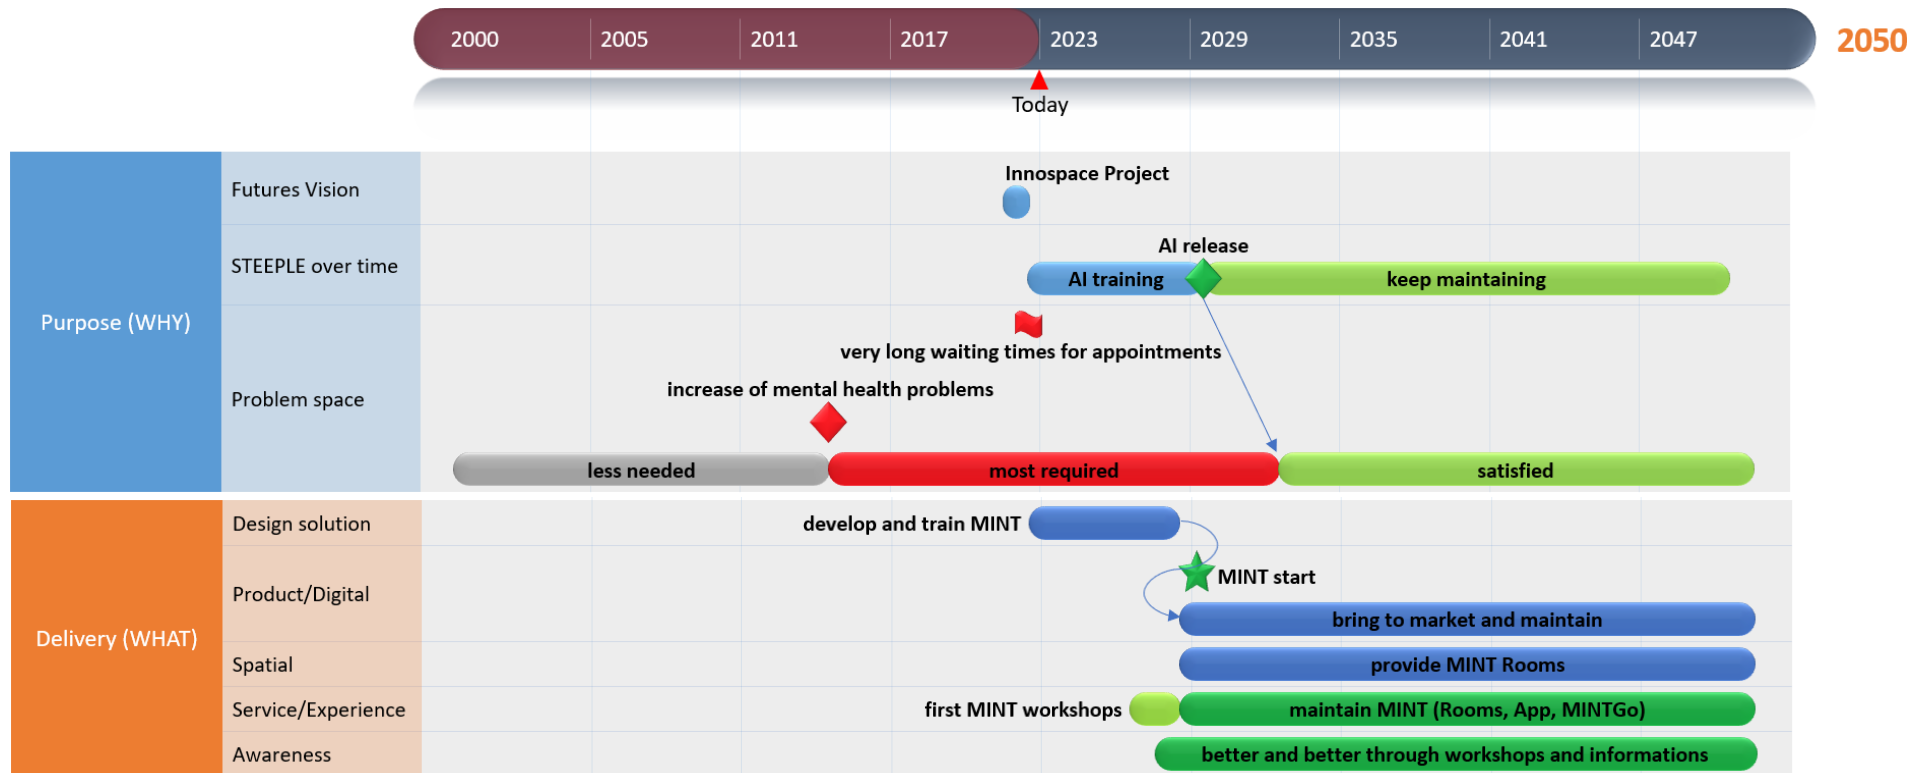 2000 2005 2011 2017 2023 2029 2035 2041 2047 2050
Today
Purpose (WHY)
Futures Vision
Innospace Project
STEEPLE over time
AI release
AI training
keep maintaining
Problem space
very long waiting times for appointments
increase of mental health problems
less needed
most required
satisfied
Delivery (WHAT)
Design solution
develop and train MINT
Product/Digital
MINT start
bring to market and maintain
Spatial
provide MINT Rooms
Service/Experience
first MINT workshops
maintain MINT (Rooms, App, MINTGo)
Awareness
better and better through workshops and informations